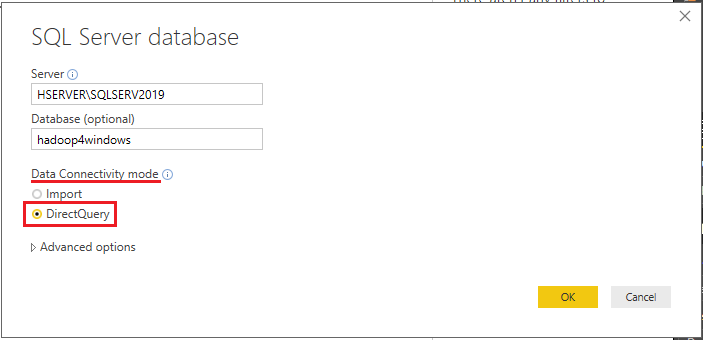 SQL Server database
Server
HSERVER\SQLSERV2019
Database (optional)
hadoop4windows
Data Connectivity mode
Import
DirectQuery
Advanced options
OK
Cancel